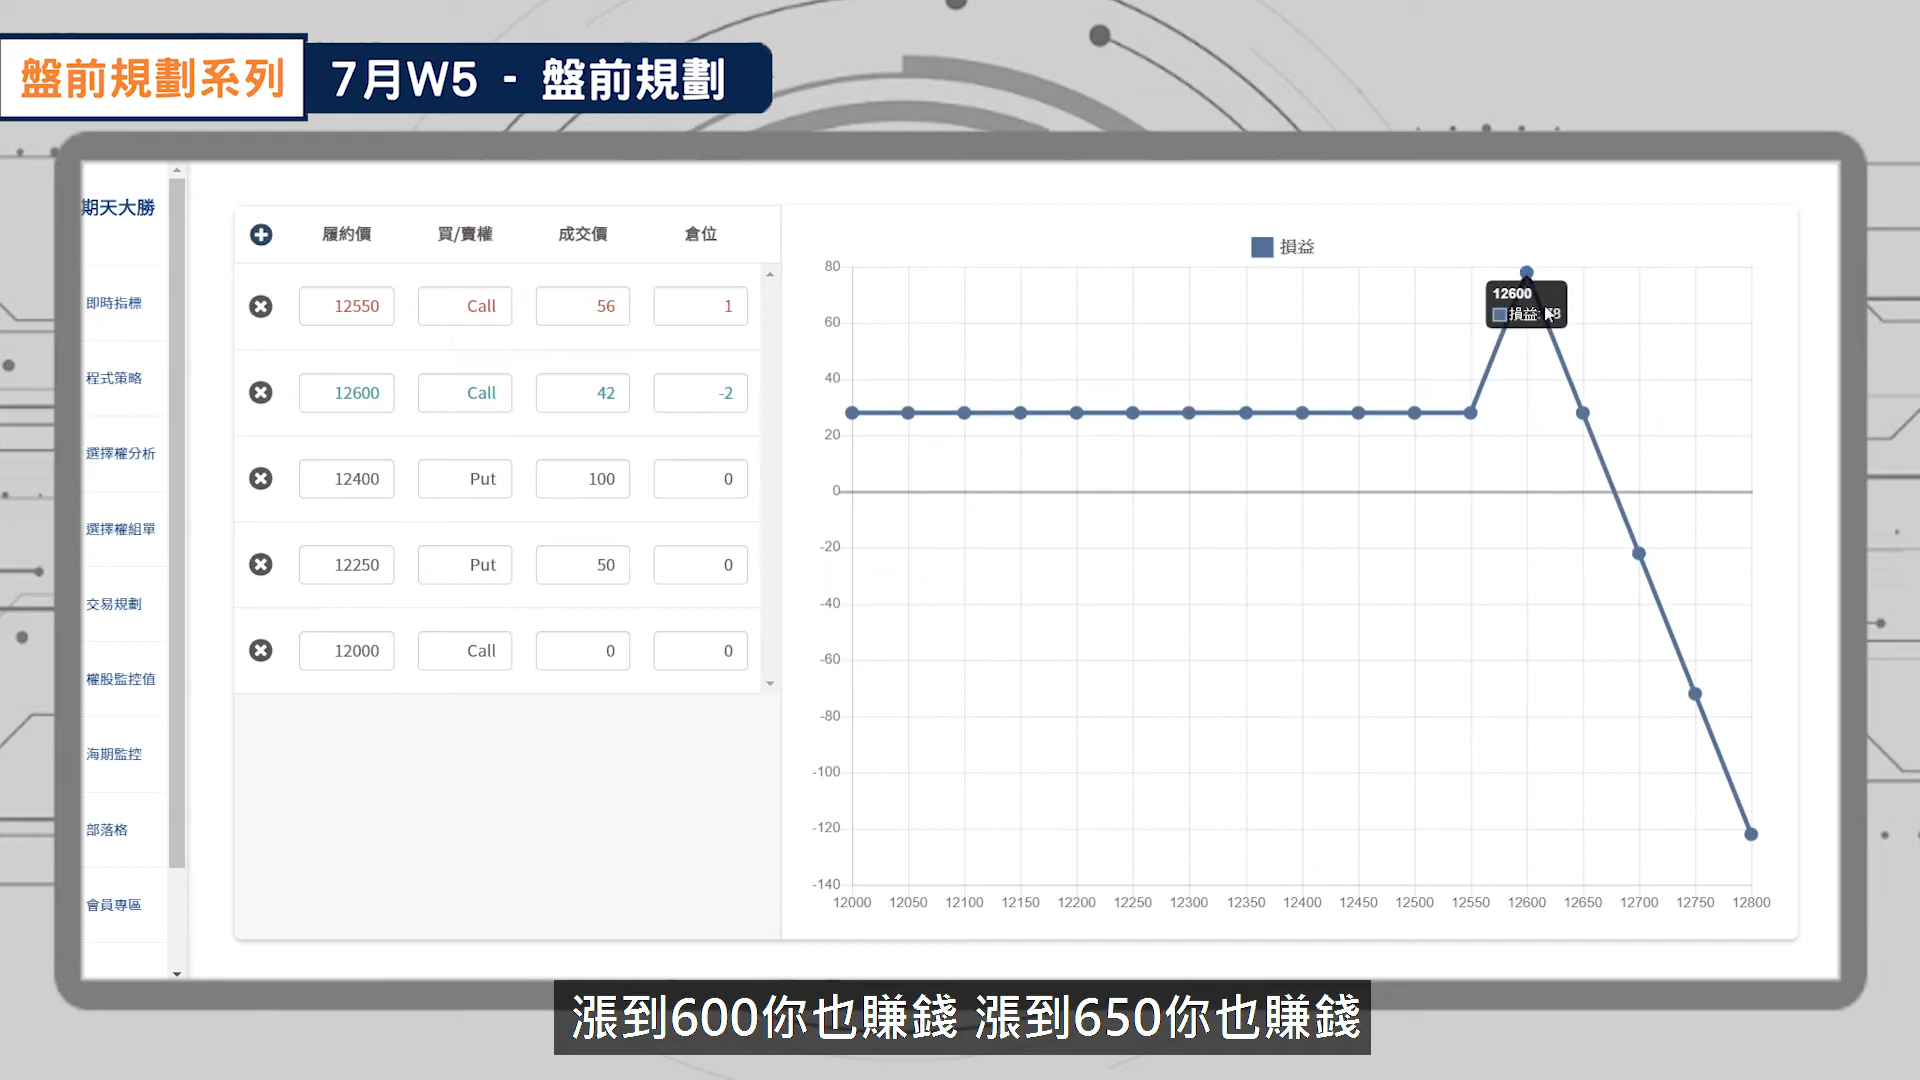 盤前規劃系列
7月W5 - 盤前規劃
期天大勝
即時指標
程式策略
選擇權分析
選擇權組單
交易規劃
權股監控值
海期監控
部落格
會員專區
履約價 買/賣權 成交價 倉位
12550 Call 56 1
12600 Call 42 -2
12400 Put 100 0
12250 Put 50 0
12000 Call 0 0
損益
80
60
40
20
0
-20
-40
-60
-80
-100
-120
-140
12600
損益: 78
12000 12050 12100 12150 12200 12250 12300 12350 12400 12450 12500 12550 12600 12650 12700 12750 12800
漲到600你也賺錢 漲到650你也賺錢